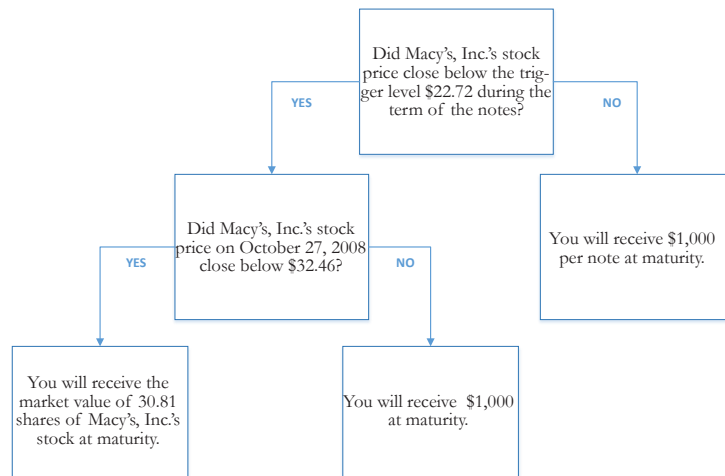 Did Macy's, Inc.'s stock
price close below the trig-
ger level $22.72 during the
term of the notes?
YES
NO
Did Macy's, Inc.'s stock
price on October 27, 2008
close below $32.46?
You will receive $1,000
per note at maturity.
YES
NO
You will receive the
market value of 30.81
shares of Macy's, Inc.'s
stock at maturity.
You will receive $1,000
at maturity.